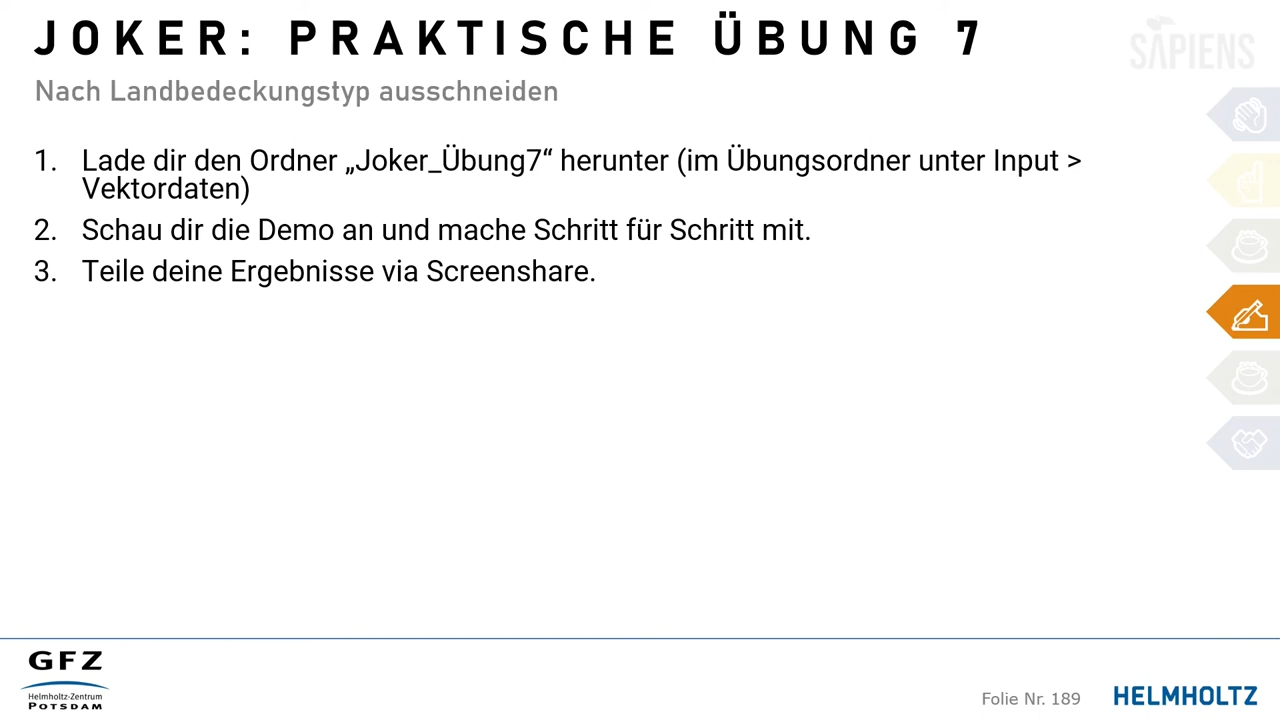 JOKER: PRAKTISCHE ÜBUNG 7
SAPIENS
Nach Landbedeckungstyp ausschneiden
1. Lade dir den Ordner „Joker_Übung7“ herunter (im Übungsordner unter Input >
Vektordaten)
2. Schau dir die Demo an und mache Schritt für Schritt mit.
3. Teile deine Ergebnisse via Screenshare.
GFZ
Helmholtz-Zentrum
POTSDAM
Folie Nr. 189
HELMHOLTZ